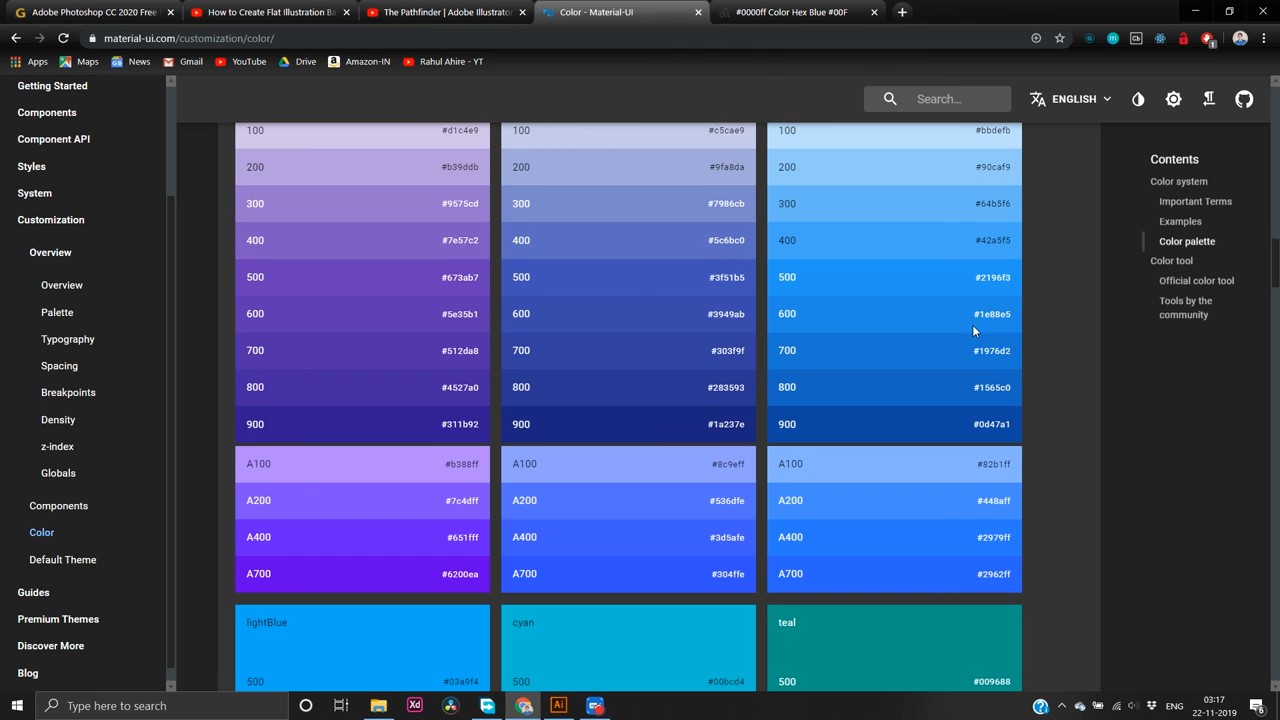 Adobe Photoshop CC 2020 Free
How to Create Flat Illustration Ba
The Pathfinder | Adobe Illustrator
Color - Material-UI
#0000ff Color Hex Blue #00F
material-ui.com/customization/color/
Apps
Maps
News
Gmail
YouTube
Drive
Amazon-IN
Rahul Ahire - YT
Getting Started
Components
Component API
Styles
System
Customization
Overview
Overview
Palette
Typography
Spacing
Breakpoints
Density
z-index
Globals
Components
Color
Default Theme
Guides
Premium Themes
Discover More
Blog
Search…
ENGLISH
100 #d1c4e9
200 #b39ddb
300 #9575cd
400 #7e57c2
500 #673ab7
600 #5e35b1
700 #512da8
800 #4527a0
900 #311b92
A100 #b388ff
A200 #7c4dff
A400 #651fff
A700 #6200ea
100 #c5cae9
200 #9fa8da
300 #7986cb
400 #5c6bc0
500 #3f51b5
600 #3949ab
700 #303f9f
800 #283593
900 #1a237e
A100 #8c9eff
A200 #536dfe
A400 #3d5afe
A700 #304ffe
100 #bbdefb
200 #90caf9
300 #64b5f6
400 #42a5f5
500 #2196f3
600 #1e88e5
700 #1976d2
800 #1565c0
900 #0d47a1
A100 #82b1ff
A200 #448aff
A400 #2979ff
A700 #2962ff
lightBlue
500 #03a9f4
cyan
500 #00bcd4
teal
500 #009688
Contents
Color system
Important Terms
Examples
Color palette
Color tool
Official color tool
Tools by the
community
Type here to search
03:17
22-11-2019